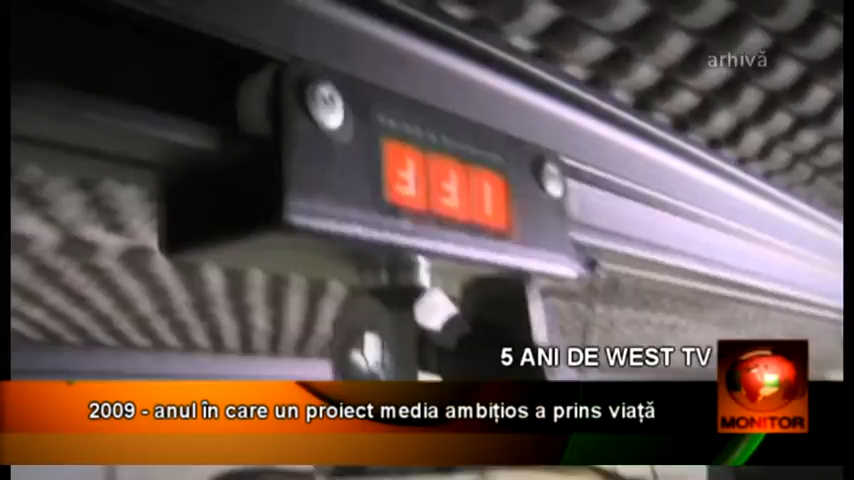 arhivă
5 ANI DE WEST TV
2009 - anul în care un proiect media ambițios a prins viață
MONITOR